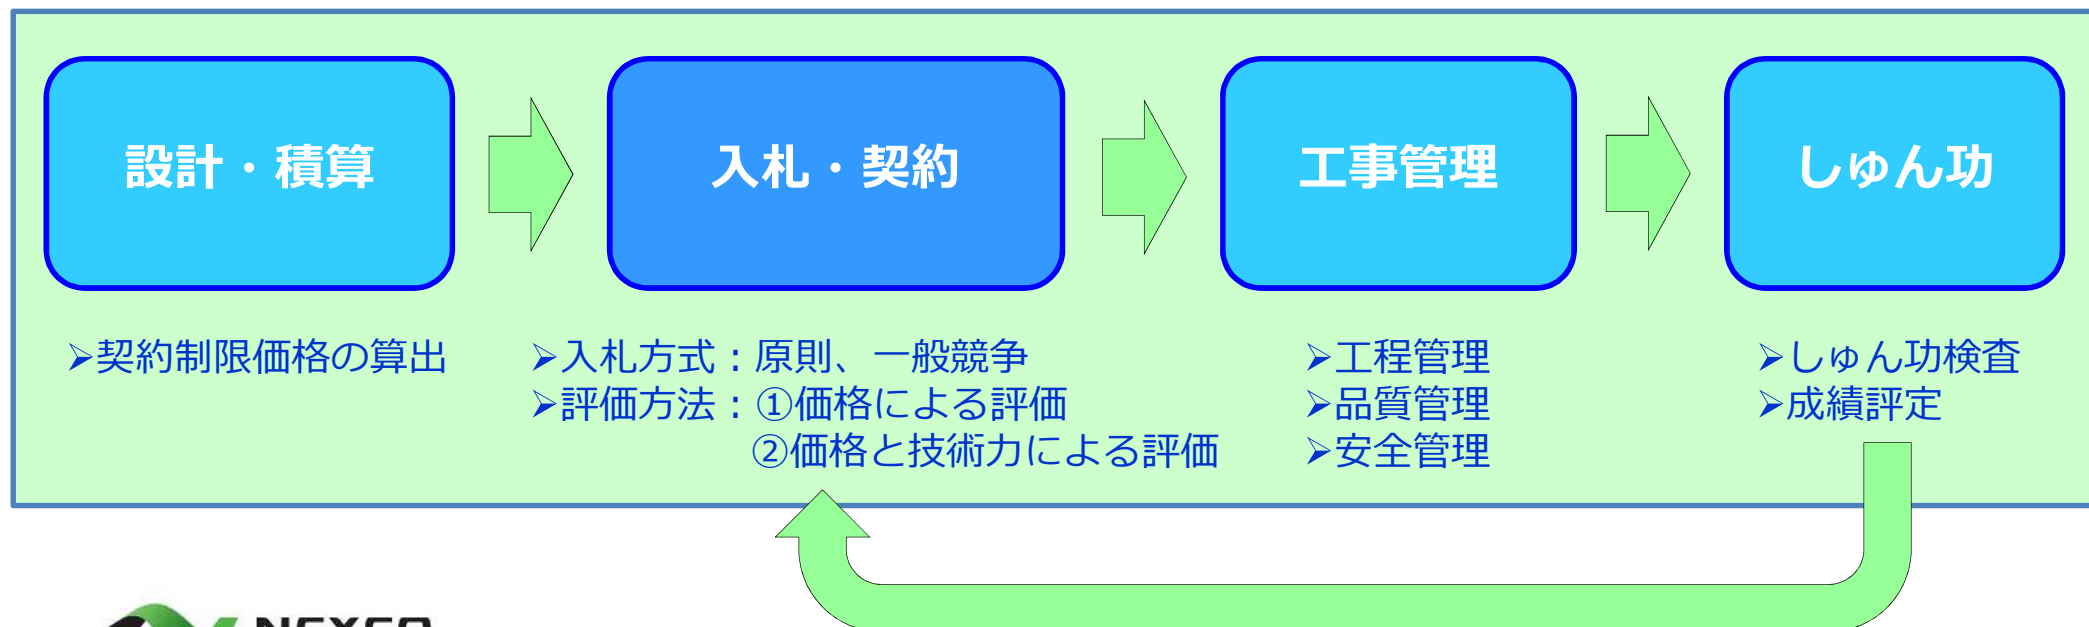 設計・積算
入札・契約
工事管理
しゅん功
➢契約制限価格の算出
➢入札方式：原則、一般競争
➢評価方法：①価格による評価
②価格と技術力による評価
➢工程管理
➢品質管理
➢安全管理
➢しゅん功検査
➢成績評定
NEXCO